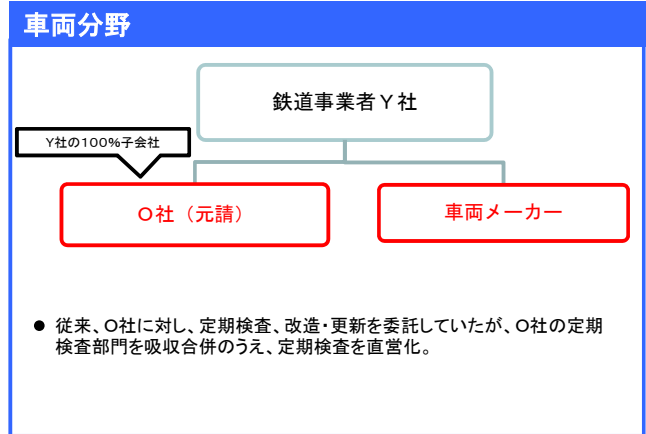 車両分野
鉄道事業者Y社
Y社の100%子会社
O社（元請）
車両メーカー
● 従来、O社に対し、定期検査、改造・更新を委託していたが、O社の定期
検査部門を吸収合併のうえ、定期検査を直営化。